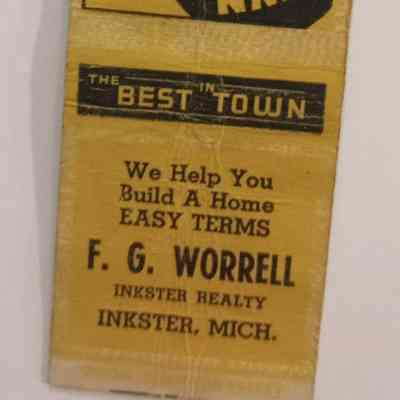 THE BEST IN TOWN
We Help You
Build A Home
EASY TERMS
F. G. WORRELL
INKSTER REALTY
INKSTER, MICH.